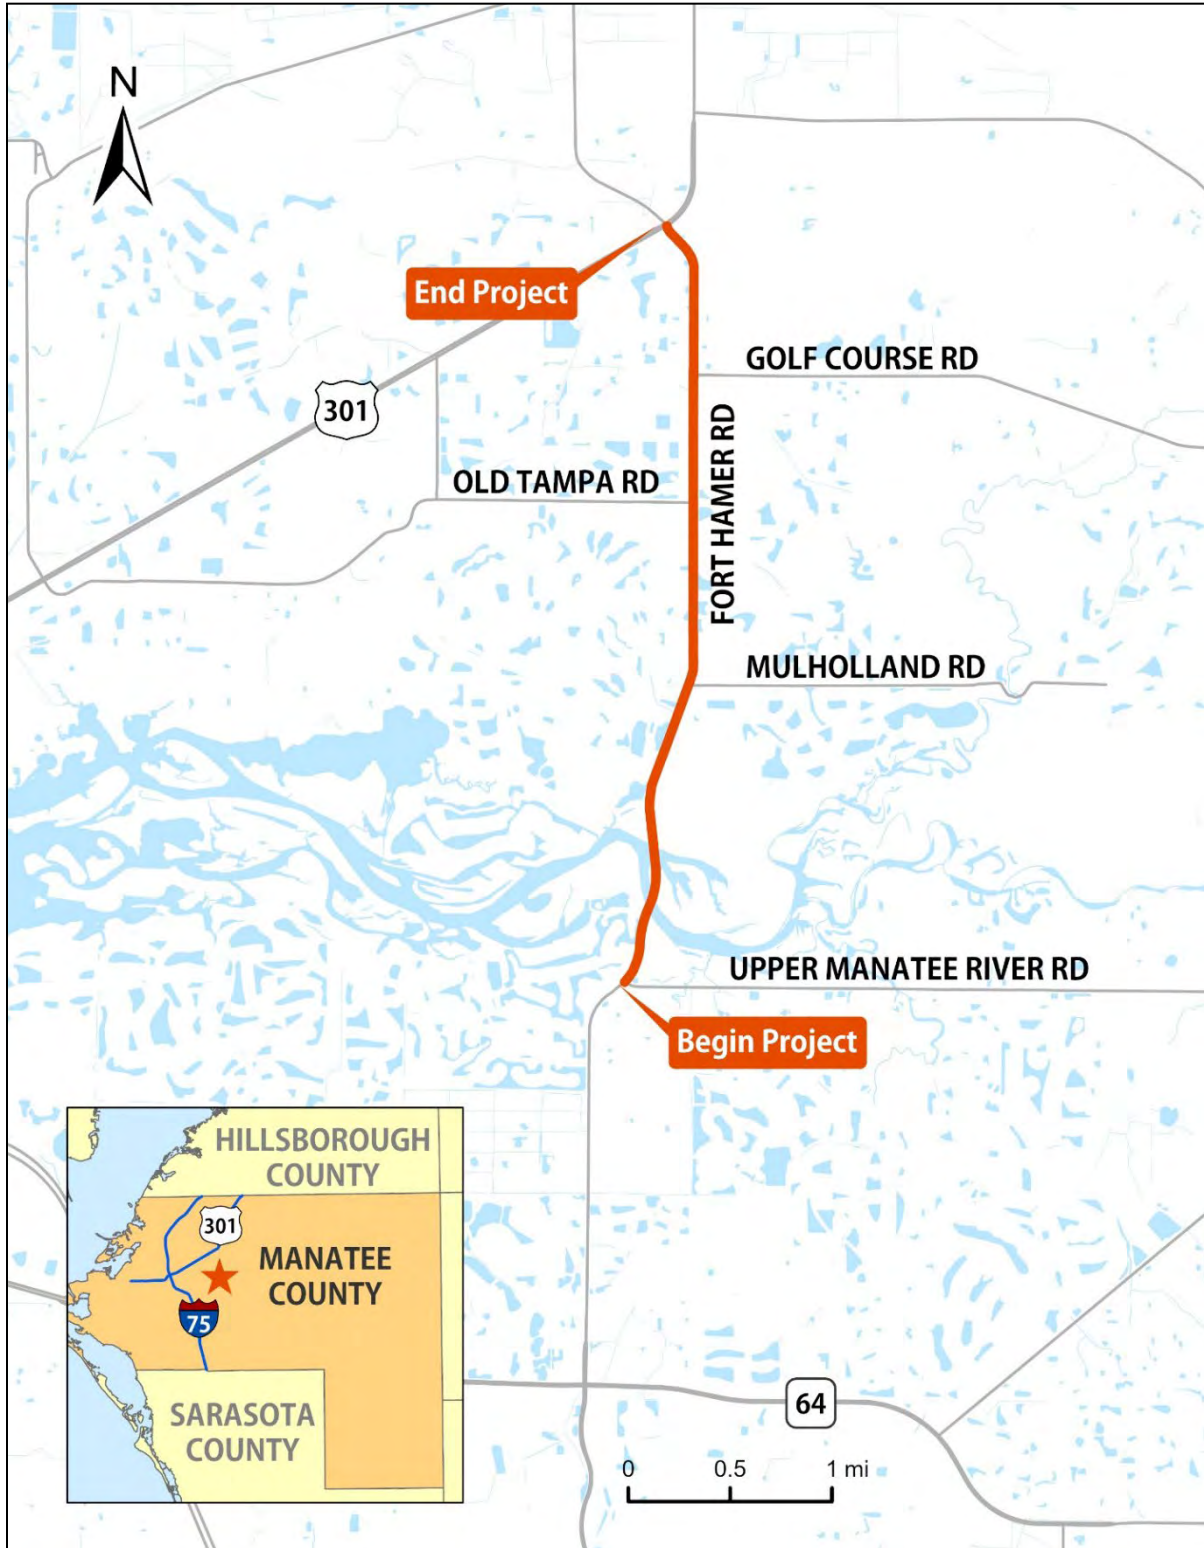 N
End Project
GOLF COURSE RD
301
FORT HAMER RD
OLD TAMPA RD
MULHOLLAND RD
UPPER MANATEE RIVER RD
Begin Project
HILLSBOROUGH
COUNTY
301
MANATEE
COUNTY
75
SARASOTA
COUNTY
64
0 0.5 1 mi